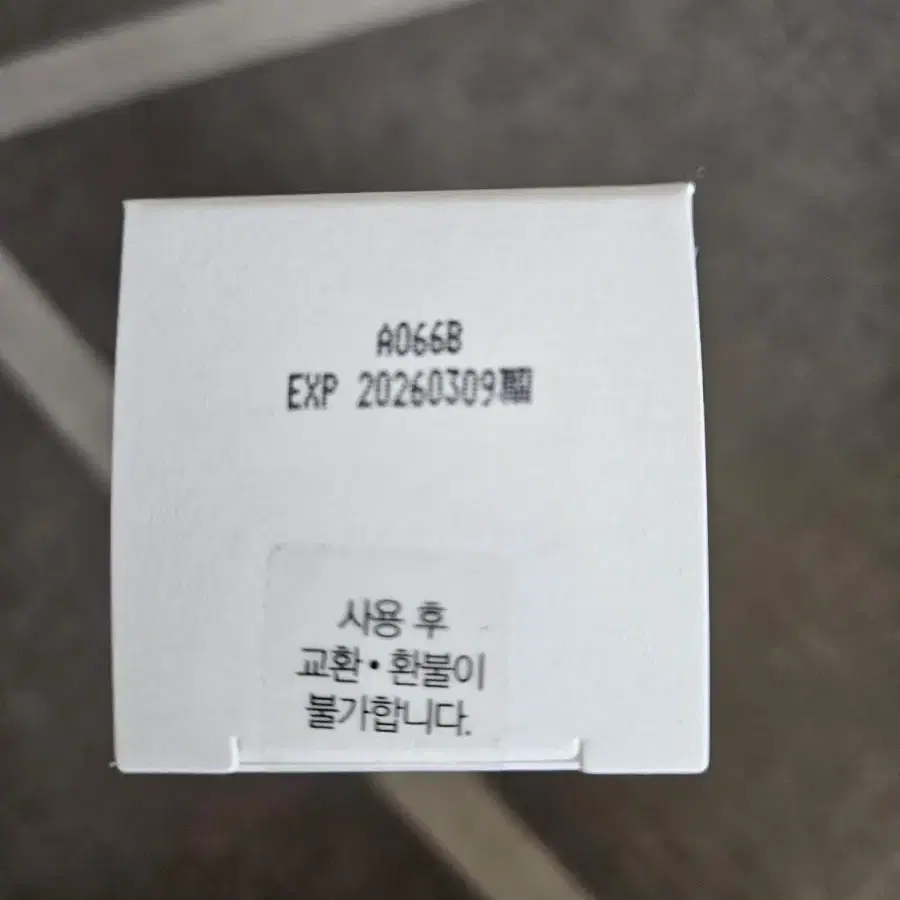 A066B
EXP 20260309
사용 후
교환•환불이
불가합니다.